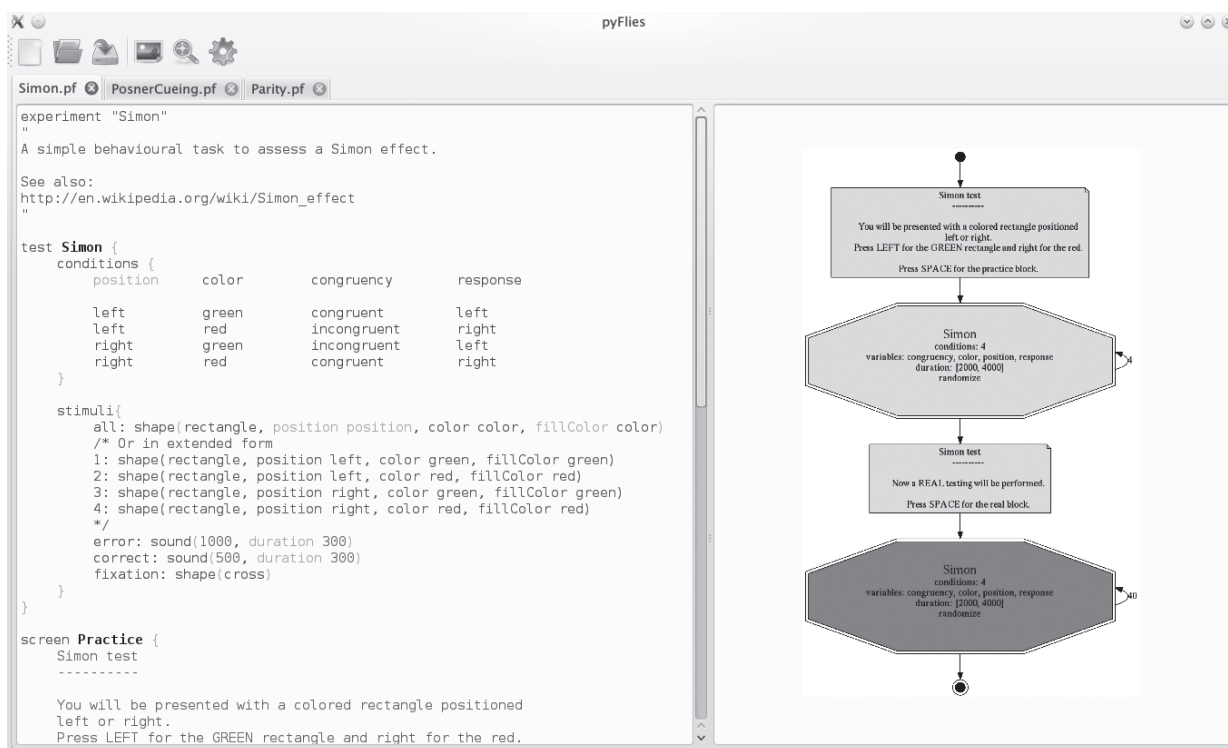 pyFlies
Simon.pf PosnerCueing.pf Parity.pf
experiment "Simon"
"
A simple behavioural task to assess a Simon effect.
See also:
http://en.wikipedia.org/wiki/Simon_effect
"
test Simon {
conditions {
position color congruency response
left green congruent left
left red incongruent right
right green incongruent left
right red congruent right
}
stimuli{
all: shape(rectangle, position position, color color, fillColor color)
/* Or in extended form
1: shape(rectangle, position left, color green, fillColor green)
2: shape(rectangle, position left, color red, fillColor red)
3: shape(rectangle, position right, color green, fillColor green)
4: shape(rectangle, position right, color red, fillColor red)
*/
error: sound(1000, duration 300)
correct: sound(500, duration 300)
fixation: shape(cross)
}
}
screen Practice {
Simon test
----------
You will be presented with a colored rectangle positioned
left or right.
Press LEFT for the GREEN rectangle and right for the red.
Simon test
----------
You will be presented with a colored rectangle positioned
left or right.
Press LEFT for the GREEN rectangle and right for the red.
Press SPACE for the practice block.
Simon
conditions: 4
variables: congruency, color, position, response
duration: [2000, 4000]
randomize
4
Simon test
----------
Now a REAL testing will be performed.
Press SPACE for the real block.
Simon
conditions: 4
variables: congruency, color, position, response
duration: [2000, 4000]
randomize
40